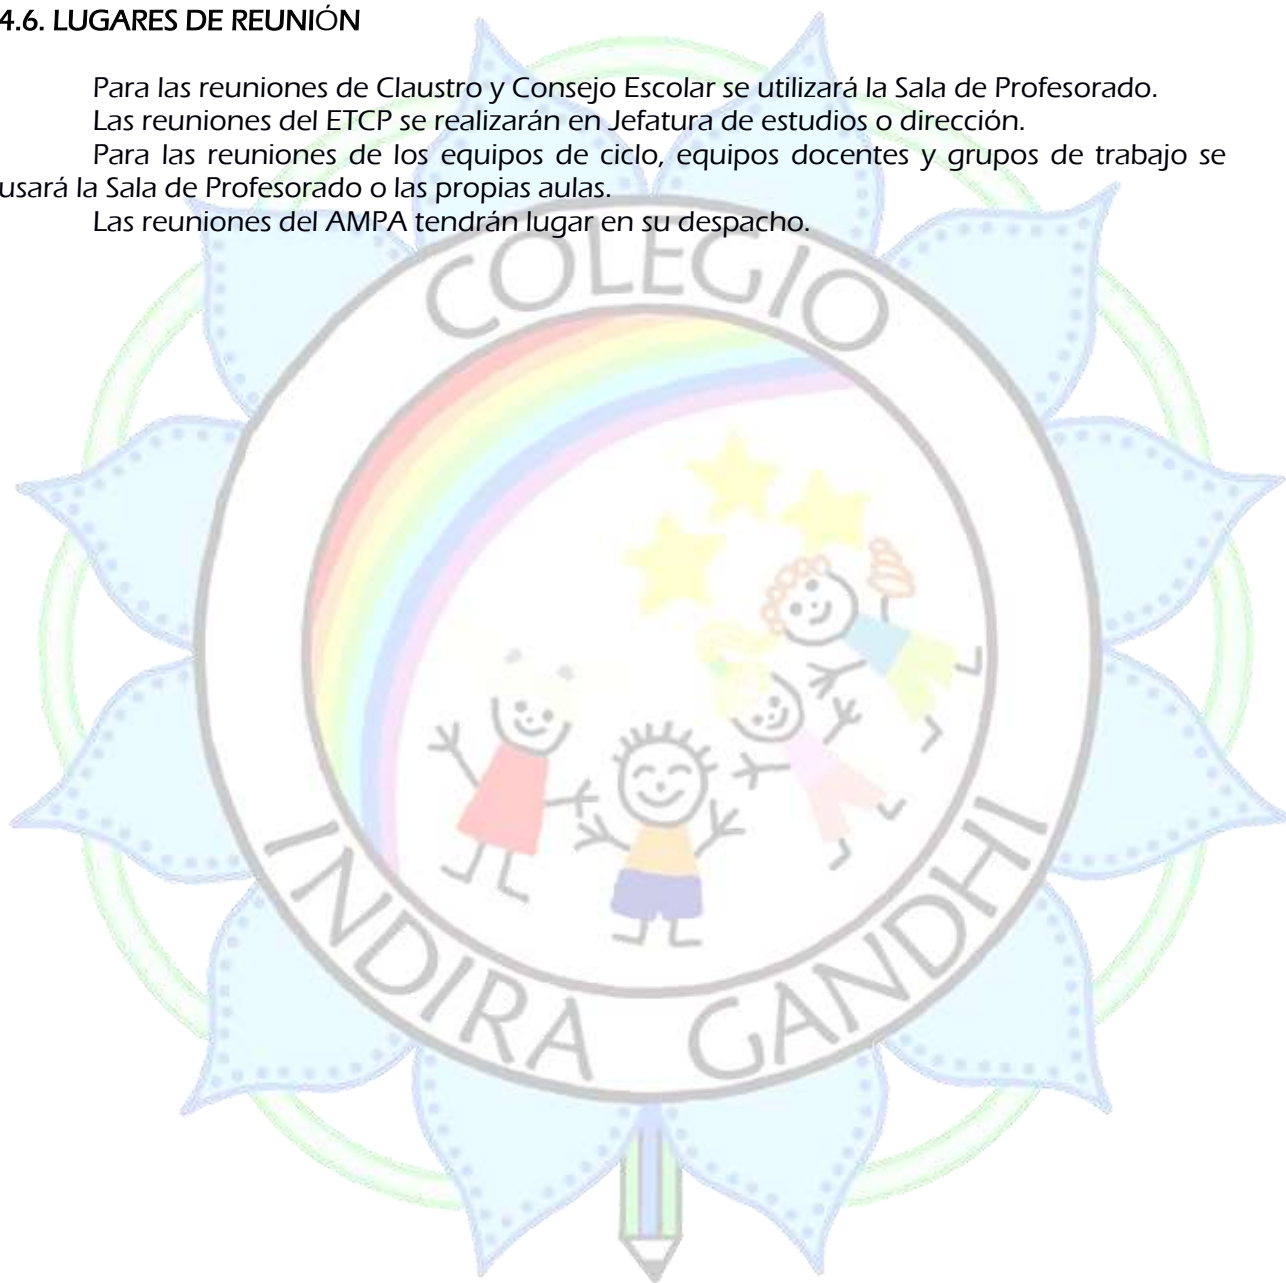 4.6. LUGARES DE REUNIÓN
Para las reuniones de Claustro y Consejo Escolar se utilizará la Sala de Profesorado.
Las reuniones del ETCP se realizarán en Jefatura de estudios o dirección.
Para las reuniones de los equipos de ciclo, equipos docentes y grupos de trabajo se
usará la Sala de Profesorado o las propias aulas.
Las reuniones del AMPA tendrán lugar en su despacho.
COLEGIO
INDIRA GANDHI